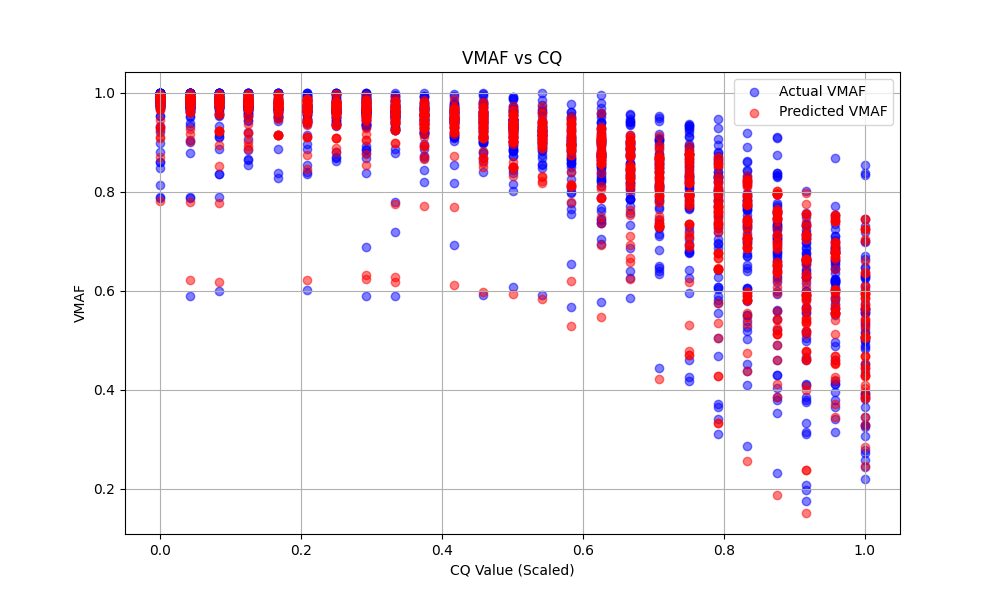 VMAF vs CQ
Actual VMAF
Predicted VMAF
1.0
0.8
0.6
0.4
0.2
VMAF
0.0
0.2
0.4
0.6
0.8
1.0
CQ Value (Scaled)